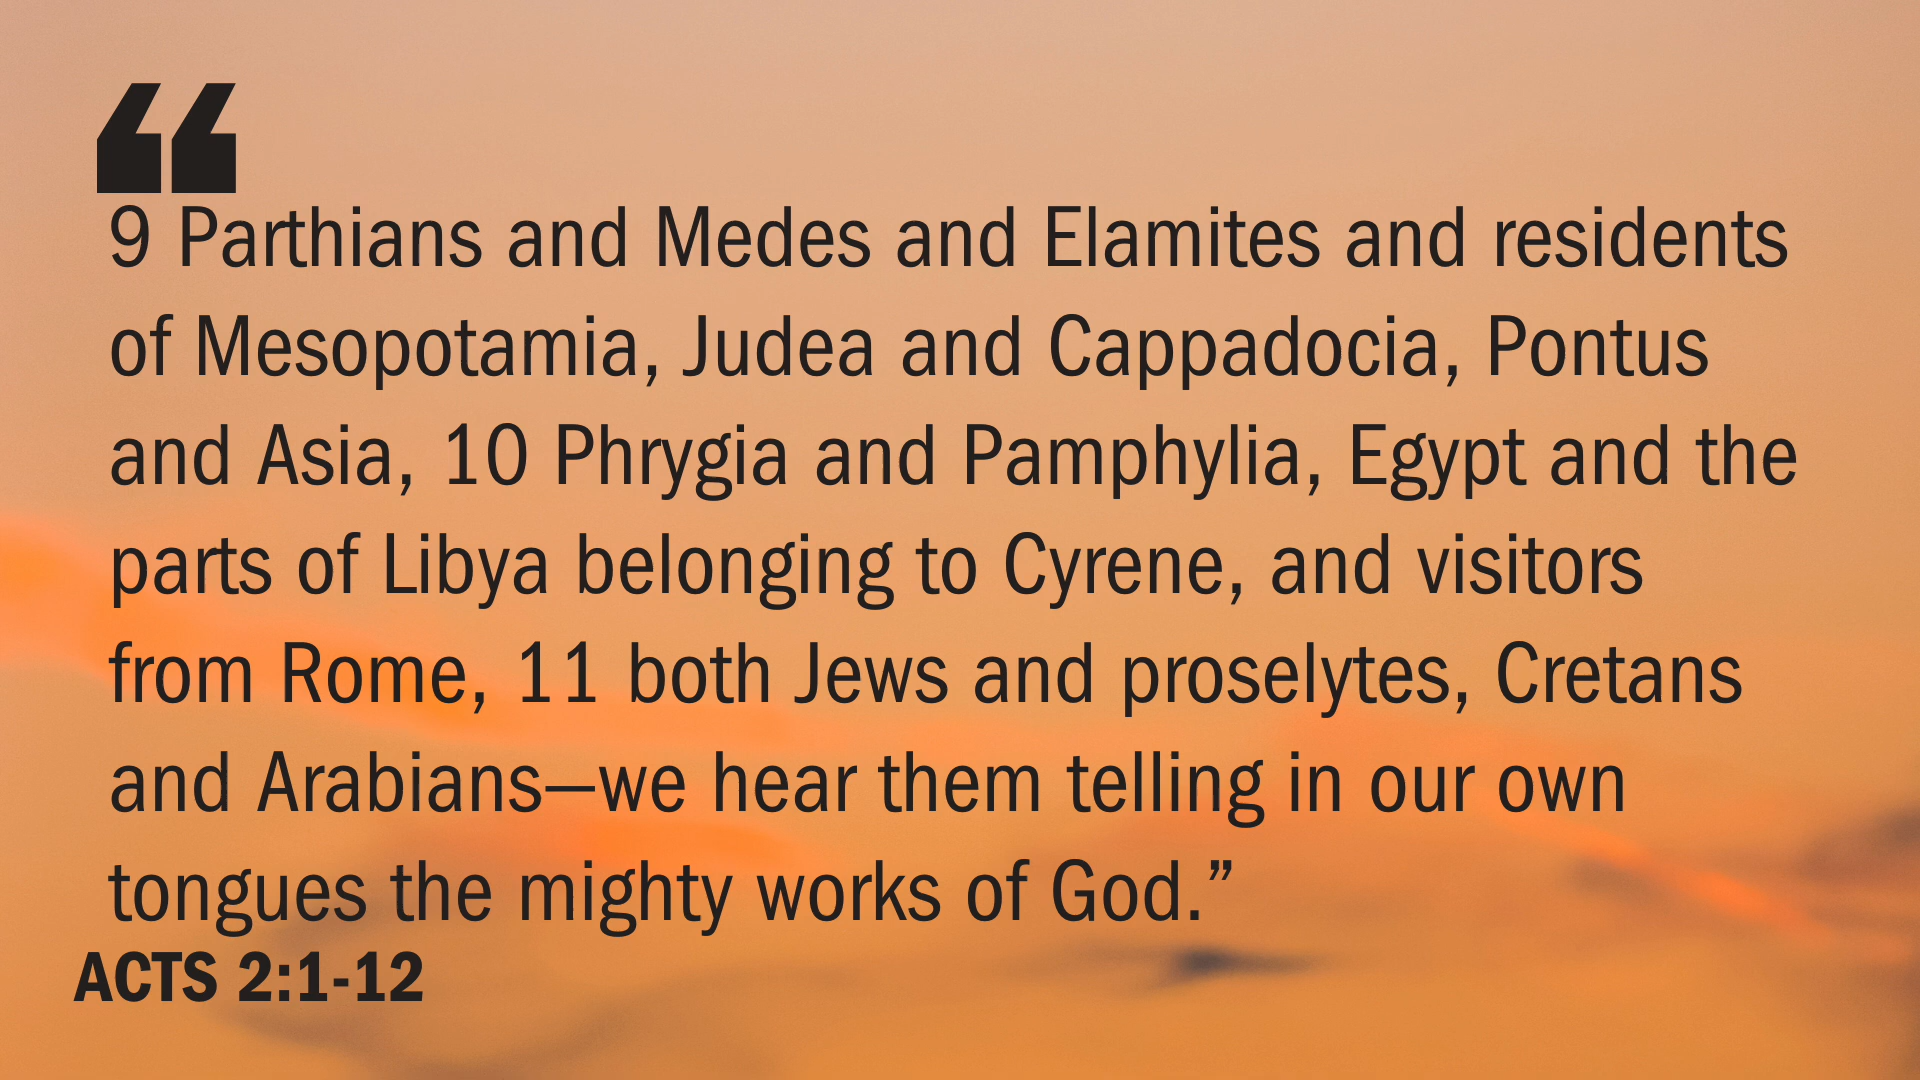 “
9 Parthians and Medes and Elamites and residents
of Mesopotamia, Judea and Cappadocia, Pontus
and Asia, 10 Phrygia and Pamphylia, Egypt and the
parts of Libya belonging to Cyrene, and visitors
from Rome, 11 both Jews and proselytes, Cretans
and Arabians—we hear them telling in our own
tongues the mighty works of God.”
ACTS 2:1-12